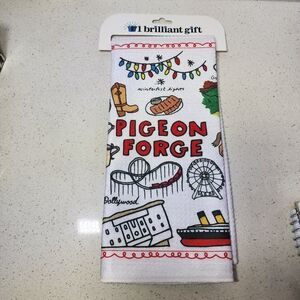 1 brilliant gift
winterfest lights
PIGEON
FORGE
Dollywood